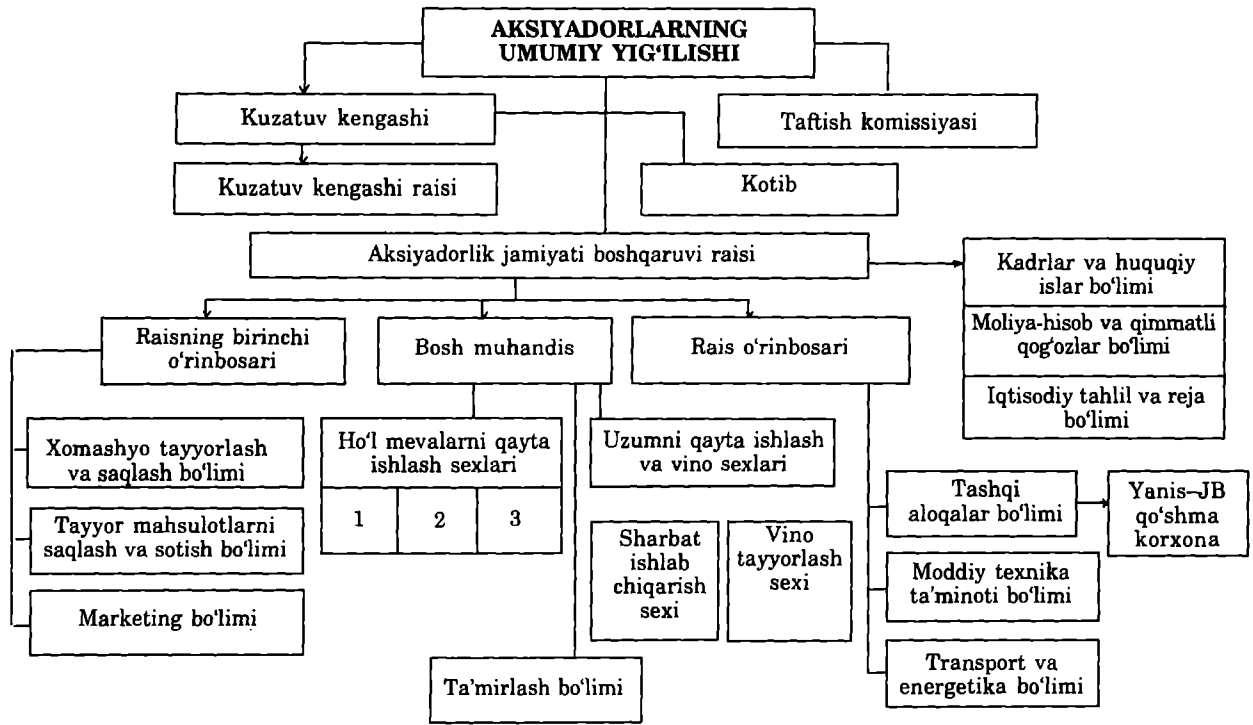 AKSIYADORLARNING
UMUMIY YIG‘ILISHI
Kuzatuv kengashi
Taftish komissiyasi
Kuzatuv kengashi raisi
Kotib
Aksiyadorlik jamiyati boshqaruvi raisi
Kadrlar va huquqiy
islar bo‘limi
Moliya-hisob va qimmatli
qog‘ozlar bo‘limi
Iqtisodiy tahlil va reja
bo‘limi
Raisning birinchi
o‘rinbosari
Bosh muhandis
Rais o‘rinbosari
Xomashyo tayyorlash
va saqlash bo‘limi
Tayyor mahsulotlarni
saqlash va sotish bo‘limi
Marketing bo‘limi
Ho‘l mevalarni qayta
ishlash sexlari
1 2 3
Uzumni qayta ishlash
va vino sexlari
Sharbat
ishlab
chiqarish
sexi
Vino
tayyorlash
sexi
Ta’mirlash bo‘limi
Tashqi
aloqalar bo‘limi
Yanis–JB
qo‘shma
korxona
Moddiy texnika
ta’minoti bo‘limi
Transport va
energetika bo‘limi